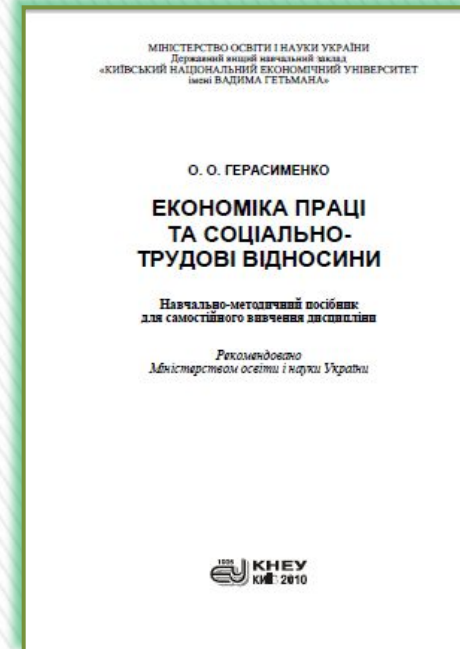 МІНІСТЕРСТВО ОСВІТИ І НАУКИ УКРАЇНИ
Державний вищий навчальний заклад
«КИЇВСЬКИЙ НАЦІОНАЛЬНИЙ ЕКОНОМІЧНИЙ УНІВЕРСИТЕТ
імені ВАДИМА ГЕТЬМАНА»
О. О. ГЕРАСИМЕНКО
ЕКОНОМІКА ПРАЦІ
ТА СОЦІАЛЬНО-
ТРУДОВІ ВІДНОСИНИ
Навчально-методичний посібник
для самостійного вивчення дисципліни
Рекомендовано
Міністерством освіти і науки України
1906
КНЕУ
КИЇВ 2010